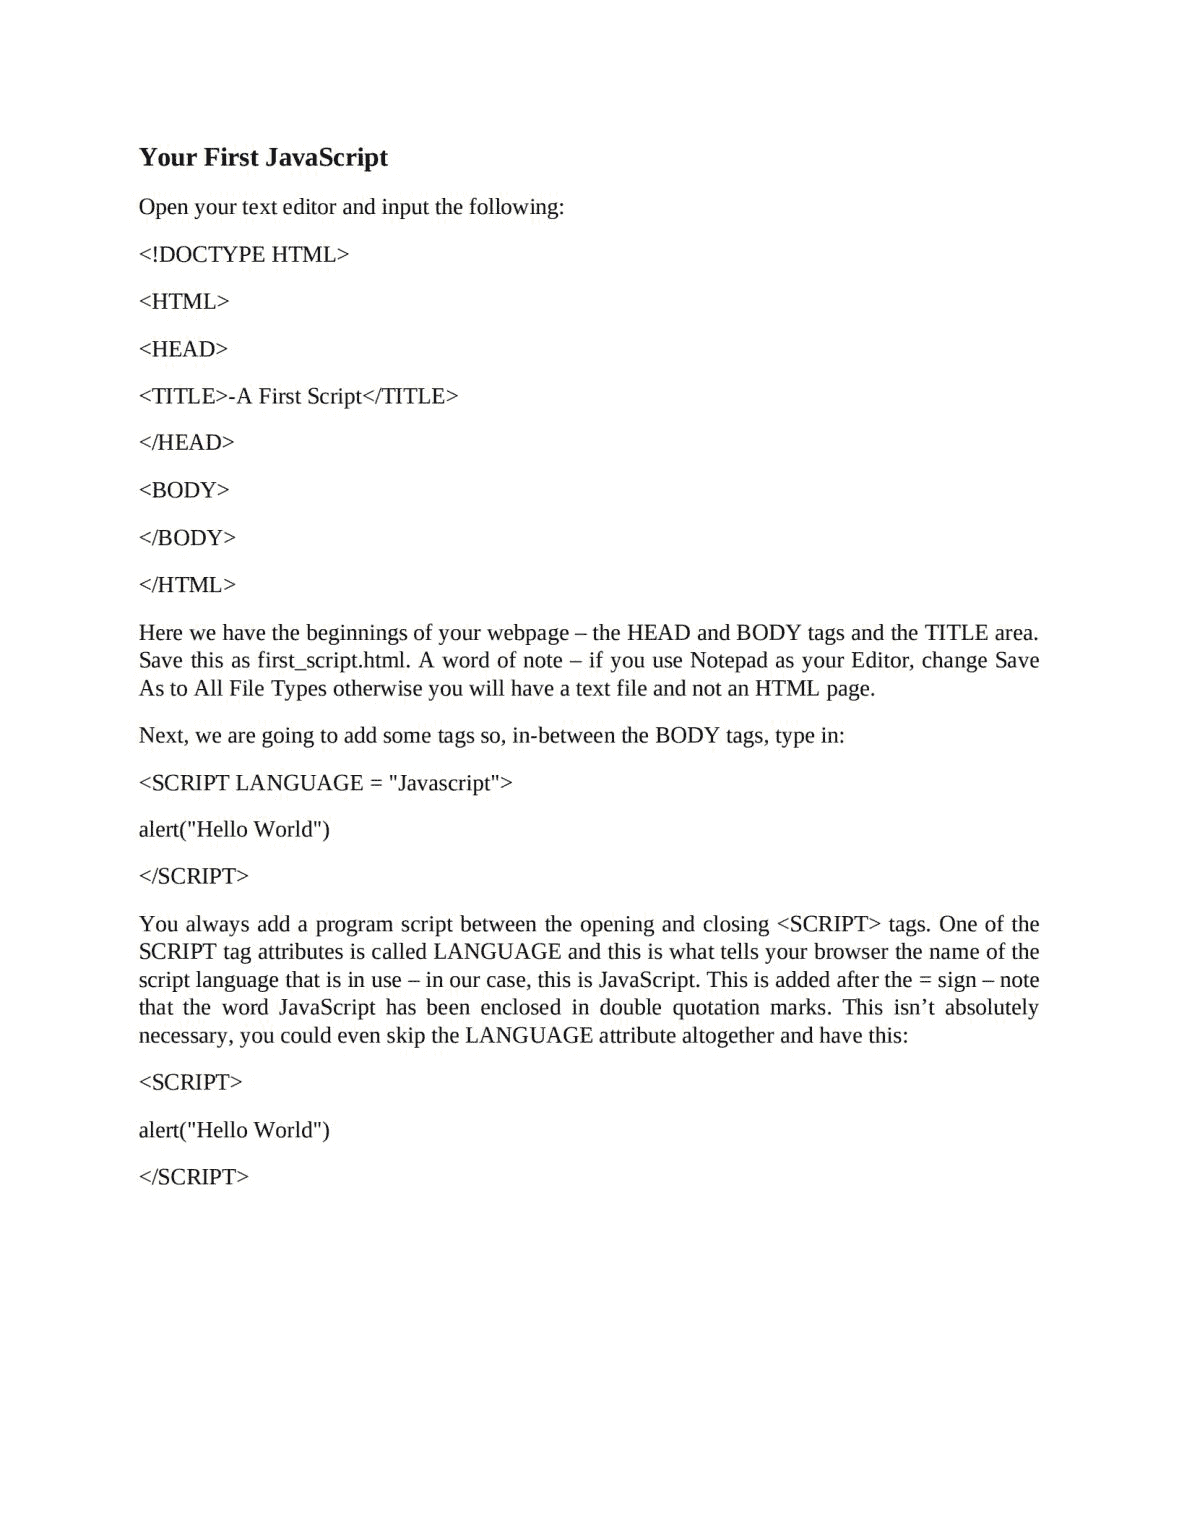 Your First JavaScript
Open your text editor and input the following:
<!DOCTYPE HTML>
<HTML>
<HEAD>
<TITLE>-A First Script</TITLE>
</HEAD>
<BODY>
</BODY>
</HTML>
Here we have the beginnings of your webpage – the HEAD and BODY tags and the TITLE area.
Save this as first_script.html. A word of note – if you use Notepad as your Editor, change Save
As to All File Types otherwise you will have a text file and not an HTML page.
Next, we are going to add some tags so, in-between the BODY tags, type in:
<SCRIPT LANGUAGE = "Javascript">
alert("Hello World")
</SCRIPT>
You always add a program script between the opening and closing <SCRIPT> tags. One of the
SCRIPT tag attributes is called LANGUAGE and this is what tells your browser the name of the
script language that is in use – in our case, this is JavaScript. This is added after the = sign – note
that the word JavaScript has been enclosed in double quotation marks. This isn’t absolutely
necessary, you could even skip the LANGUAGE attribute altogether and have this:
<SCRIPT>
alert("Hello World")
</SCRIPT>